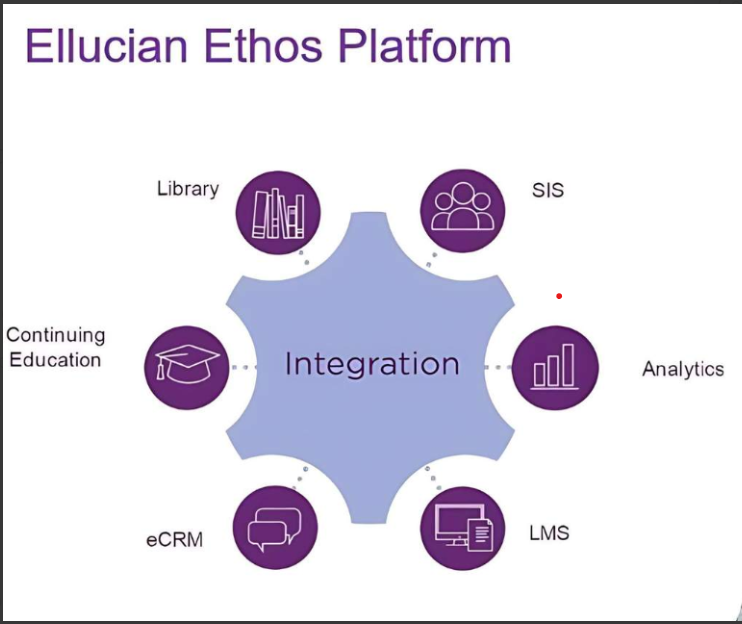 Ellucian Ethos Platform
Library
SIS
Continuing
Education
Integration
Analytics
eCRM
LMS